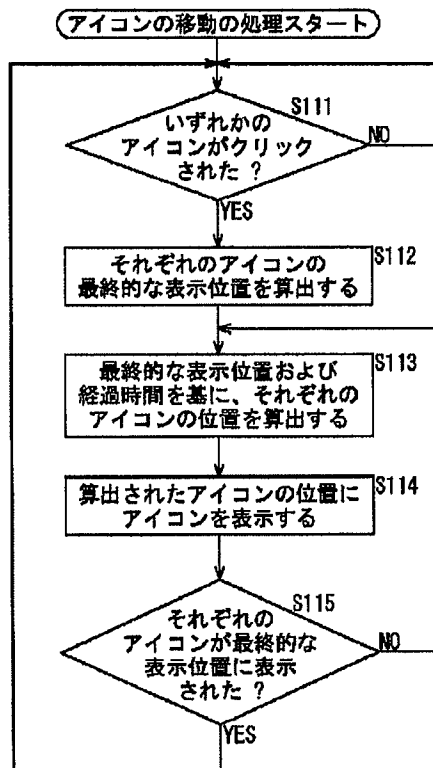 アイコンの移動の処理スタート
S111
いずれかの
アイコンがクリック
された ?
NO
YES
S112
それぞれのアイコンの
最終的な表示位置を算出する
S113
最終的な表示位置および
経過時間を基に、それぞれの
アイコンの位置を算出する
S114
算出されたアイコンの位置に
アイコンを表示する
S115
それぞれの
アイコンが最終的な
表示位置に表示
された ?
NO
YES